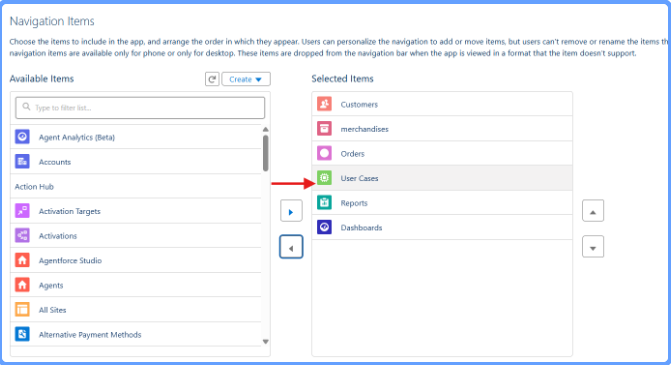 Navigation Items
Choose the items to include in the app, and arrange the order in which they appear. Users can personalize the navigation to add or move items, but users can't remove or rename the items th
navigation items are available only for phone or only for desktop. These items are dropped from the navigation bar when the app is viewed in a format that the item doesn't support.
Available Items
Create
Type to filter list...
Agent Analytics (Beta)
Accounts
Action Hub
Activation Targets
Activations
Agentforce Studio
Agents
All Sites
Alternative Payment Methods
Selected Items
Customers
merchandises
Orders
User Cases
Reports
Dashboards